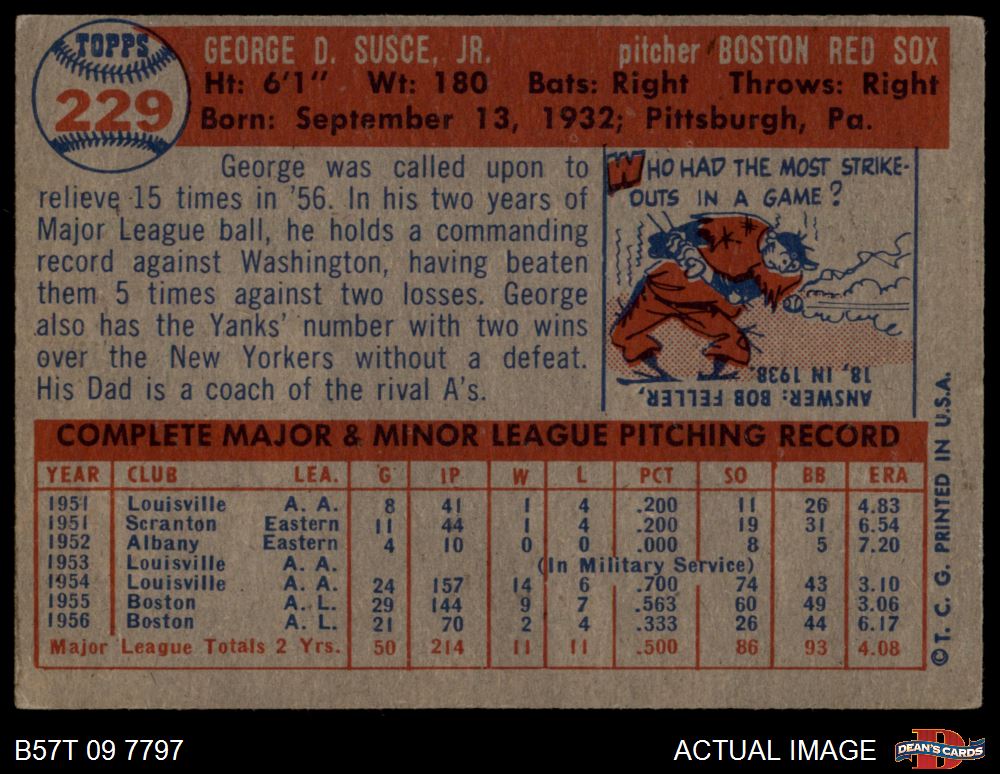 TOPPS
229
GEORGE D. SUSCE, JR. pitcher BOSTON RED SOX
Ht: 6'1" Wt: 180 Bats: Right Throws: Right
Born: September 13, 1932; Pittsburgh, Pa.
George was called upon to
relieve 15 times in '56. In his two years of
Major League ball, he holds a commanding
record against Washington, having beaten
them 5 times against two losses. George
also has the Yanks' number with two wins
over the New Yorkers without a defeat.
His Dad is a coach of the rival A's.
WHO HAD THE MOST STRIKE-
OUTS IN A GAME?
ANSWER: BOB FELLER,
18, IN 1938
COMPLETE MAJOR & MINOR LEAGUE PITCHING RECORD
YEAR CLUB LEA. G IP W L PCT SO BB ERA
1951 Louisville A. A. 8 41 1 4 .200 11 26 4.83
1951 Scranton Eastern 11 44 1 4 .200 19 31 6.54
1952 Albany Eastern 4 10 0 0 .000 8 5 7.20
1953 Louisville A. A. (In Military Service)
1954 Louisville A. A. 24 157 14 6 .700 74 43 3.10
1955 Boston A. L. 29 144 9 7 .563 60 49 3.06
1956 Boston A. L. 21 70 2 4 .333 26 44 6.17
Major League Totals 2 Yrs. 50 214 11 11 .500 86 93 4.08
© T. C. G. PRINTED IN U.S.A.
B57T 09 7797
ACTUAL IMAGE
DEAN'S CARDS